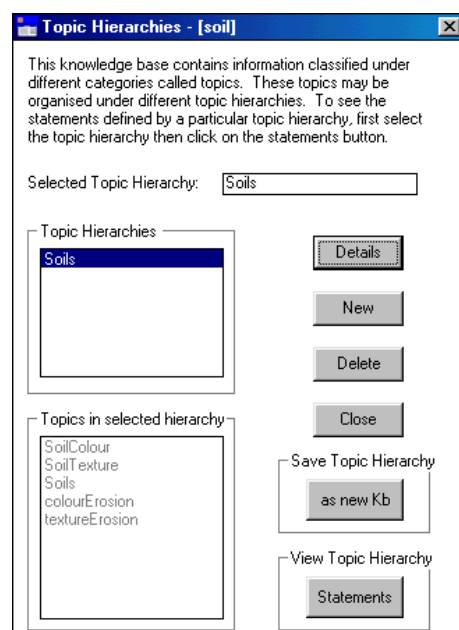 Topic Hierarchies - [soil]
This knowledge base contains information classified under
different categories called topics. These topics may be
organised under different topic hierarchies. To see the
statements defined by a particular topic hierarchy, first select
the topic hierarchy then click on the statements button.
Selected Topic Hierarchy: Soils
Topic Hierarchies
Soils
Details
New
Delete
Close
Topics in selected hierarchy
SoilColour
SoilTexture
Soils
colourErosion
textureErosion
Save Topic Hierarchy
as new Kb
View Topic Hierarchy
Statements